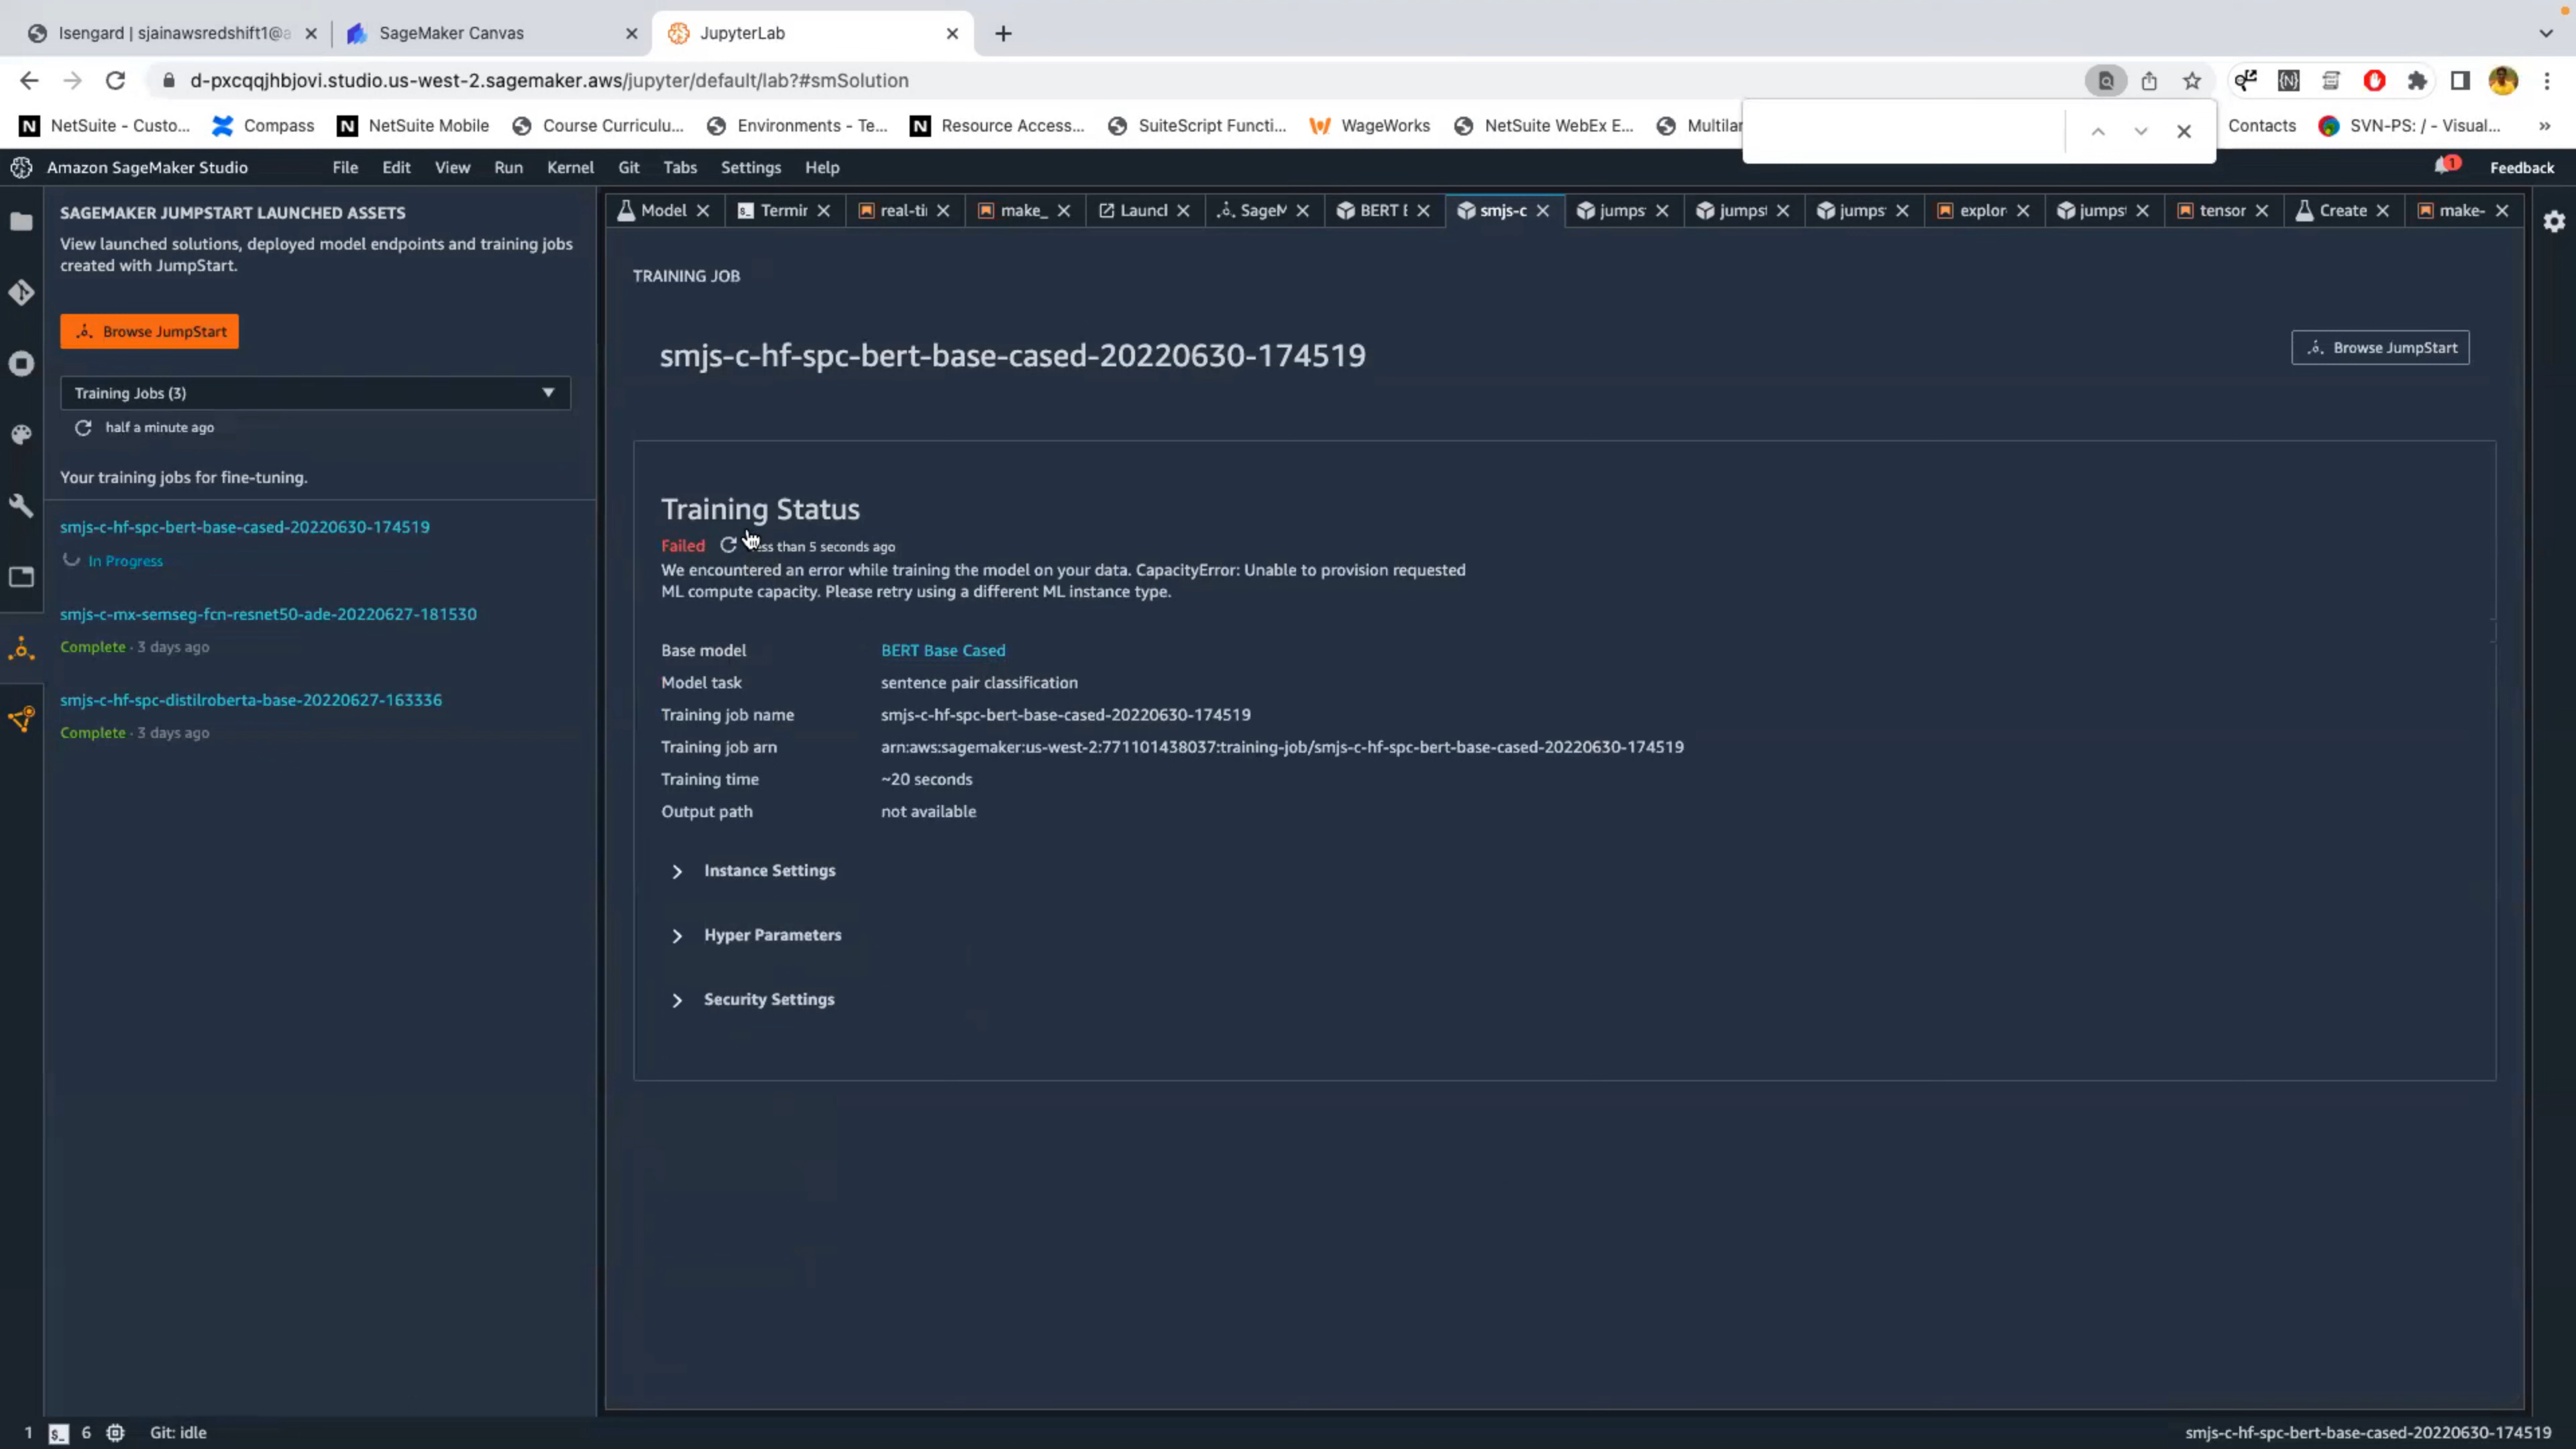 Isengard | sjainawsredshift1@a
SageMaker Canvas
JupyterLab
d-pxcqqjhbjovi.studio.us-west-2.sagemaker.aws/jupyter/default/lab?#smSolution
NetSuite - Custo...
Compass
NetSuite Mobile
Course Curriculu...
Environments - Te...
Resource Access...
SuiteScript Functi...
WageWorks
NetSuite WebEx E...
Multilar
Contacts
SVN-PS: / - Visual...
»
Amazon SageMaker Studio
File Edit View Run Kernel Git Tabs Settings Help
1
Feedback
SAGEMAKER JUMPSTART LAUNCHED ASSETS
View launched solutions, deployed model endpoints and training jobs
created with JumpStart.
Browse JumpStart
Training Jobs (3)
half a minute ago
Your training jobs for fine-tuning.
smjs-c-hf-spc-bert-base-cased-20220630-174519
In Progress
smjs-c-mx-semseg-fcn-resnet50-ade-20220627-181530
Complete · 3 days ago
smjs-c-hf-spc-distilroberta-base-20220627-163336
Complete · 3 days ago
Model
Termir
real-ti
make_
Launcl
SageM
BERT E
smjs-c
jumps
jumpst
jumps
explor
jumps
tensor
Create
make-
TRAINING JOB
smjs-c-hf-spc-bert-base-cased-20220630-174519
Browse JumpStart
Training Status
Failed
less than 5 seconds ago
We encountered an error while training the model on your data. CapacityError: Unable to provision requested
ML compute capacity. Please retry using a different ML instance type.
Base model BERT Base Cased
Model task sentence pair classification
Training job name smjs-c-hf-spc-bert-base-cased-20220630-174519
Training job arn arn:aws:sagemaker:us-west-2:771101438037:training-job/smjs-c-hf-spc-bert-base-cased-20220630-174519
Training time ~20 seconds
Output path not available
Instance Settings
Hyper Parameters
Security Settings
1 $_ 6 Git: idle
smjs-c-hf-spc-bert-base-cased-20220630-174519